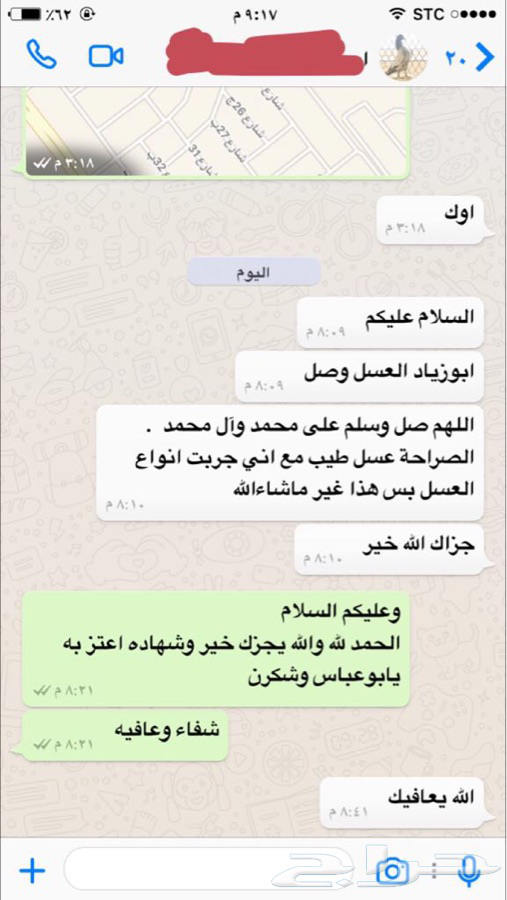 STC ٩:١٧ م ٪٦٢
٢٠
شارع
شارع 26ج
شارع 27ب
شارع 31
32ب
٣:١٨ م
اوك
٣:١٨ م
اليوم
السلام عليكم
٨:٠٩ م
ابوزياد العسل وصل
٨:٠٩ م
اللهم صل وسلم على محمد وآل محمد .
الصراحة عسل طيب مع اني جربت انواع
العسل بس هذا غير ماشاءالله
٨:١٠ م
جزاك الله خير
٨:١٠ م
وعليكم السلام
الحمد لله والله يجزك خير وشهاده اعتز به
يابوعباس وشكرن
٨:٢١ م
شفاء وعافيه
٨:٢١ م
الله يعافيك
٨:٤١ م
حراج